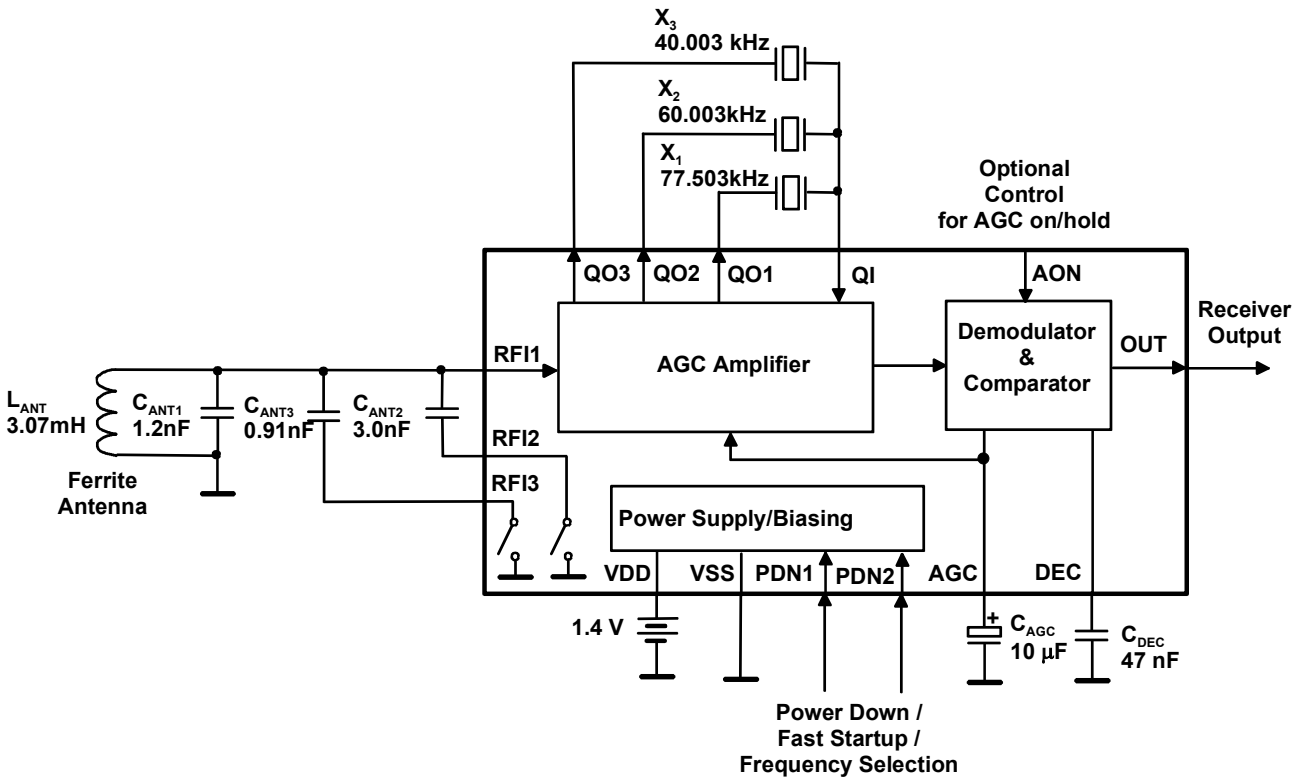 X3
40.003 kHz
X2
60.003kHz
X1
77.503kHz
Optional
Control
for AGC on/hold
QO3
QO2
QO1
QI
AON
RFI1
AGC Amplifier
Demodulator
&
Comparator
OUT
Receiver
Output
LANT
3.07mH
CANT1
1.2nF
CANT3
0.91nF
CANT2
3.0nF
RFI2
RFI3
Ferrite
Antenna
Power Supply/Biasing
VDD
VSS
PDN1
PDN2
AGC
DEC
1.4 V
+
CAGC
10 μF
CDEC
47 nF
Power Down /
Fast Startup /
Frequency Selection